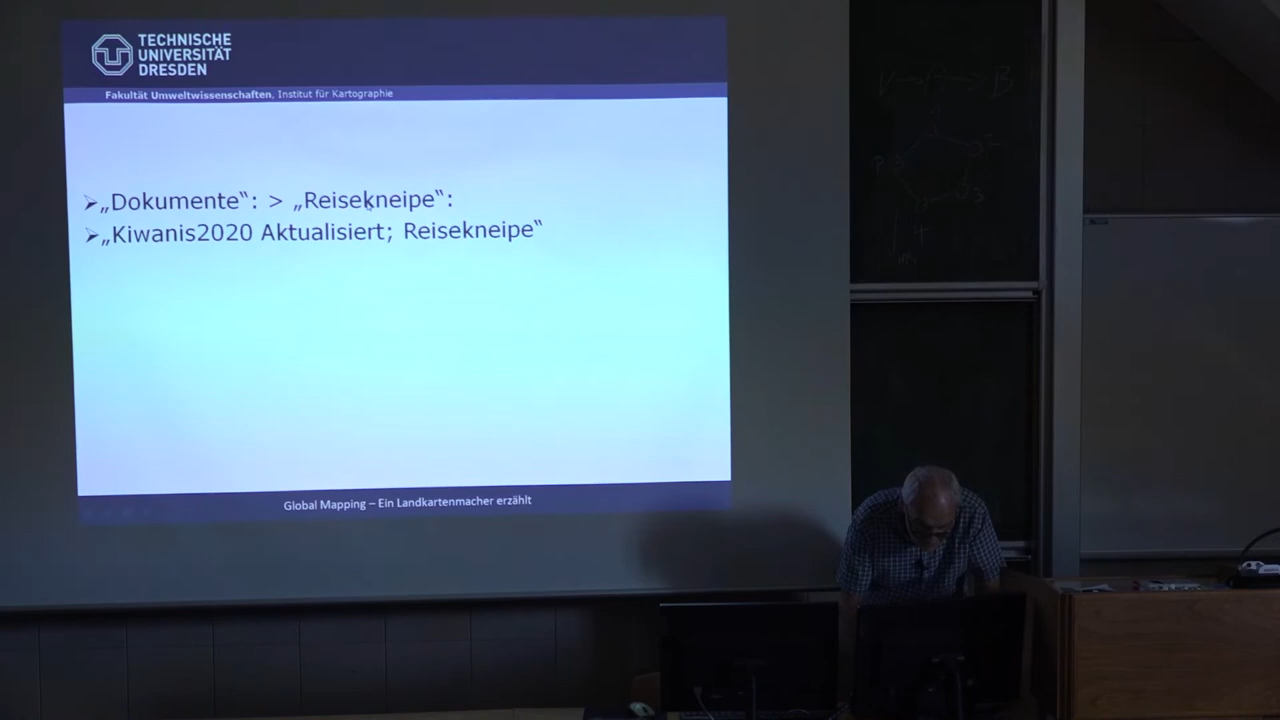 TECHNISCHE
UNIVERSITÄT
DRESDEN
Fakultät Umweltwissenschaften, Institut für Kartographie
➢„Dokumente“: > „Reisekneipe“:
➢„Kiwanis2020 Aktualisiert; Reisekneipe“
Global Mapping – Ein Landkartenmacher erzählt
V → A → B